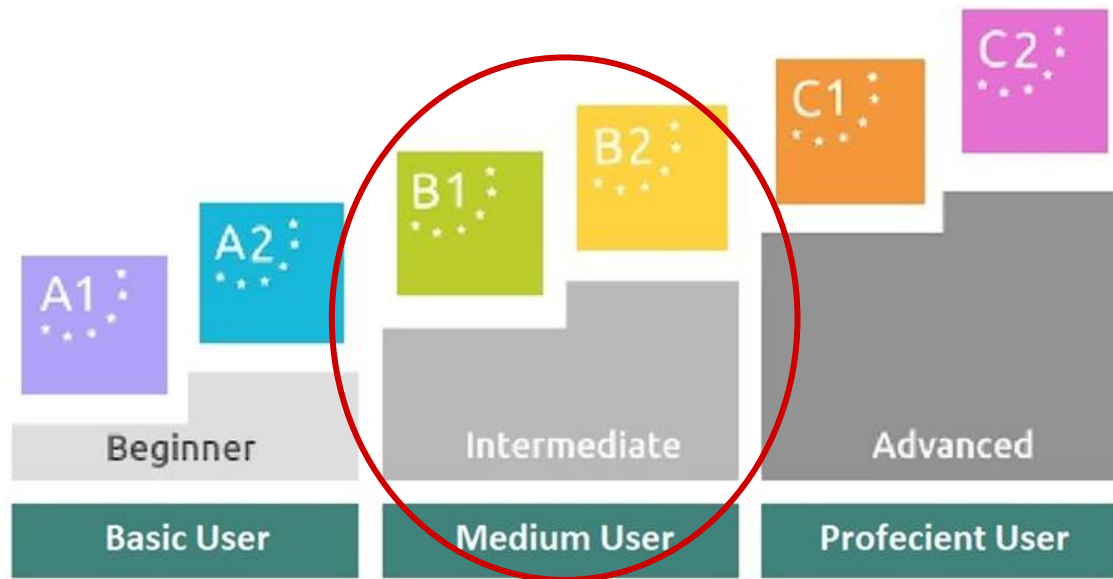 A1
A2
B1
B2
C1
C2
Beginner
Intermediate
Advanced
Basic User
Medium User
Profecient User